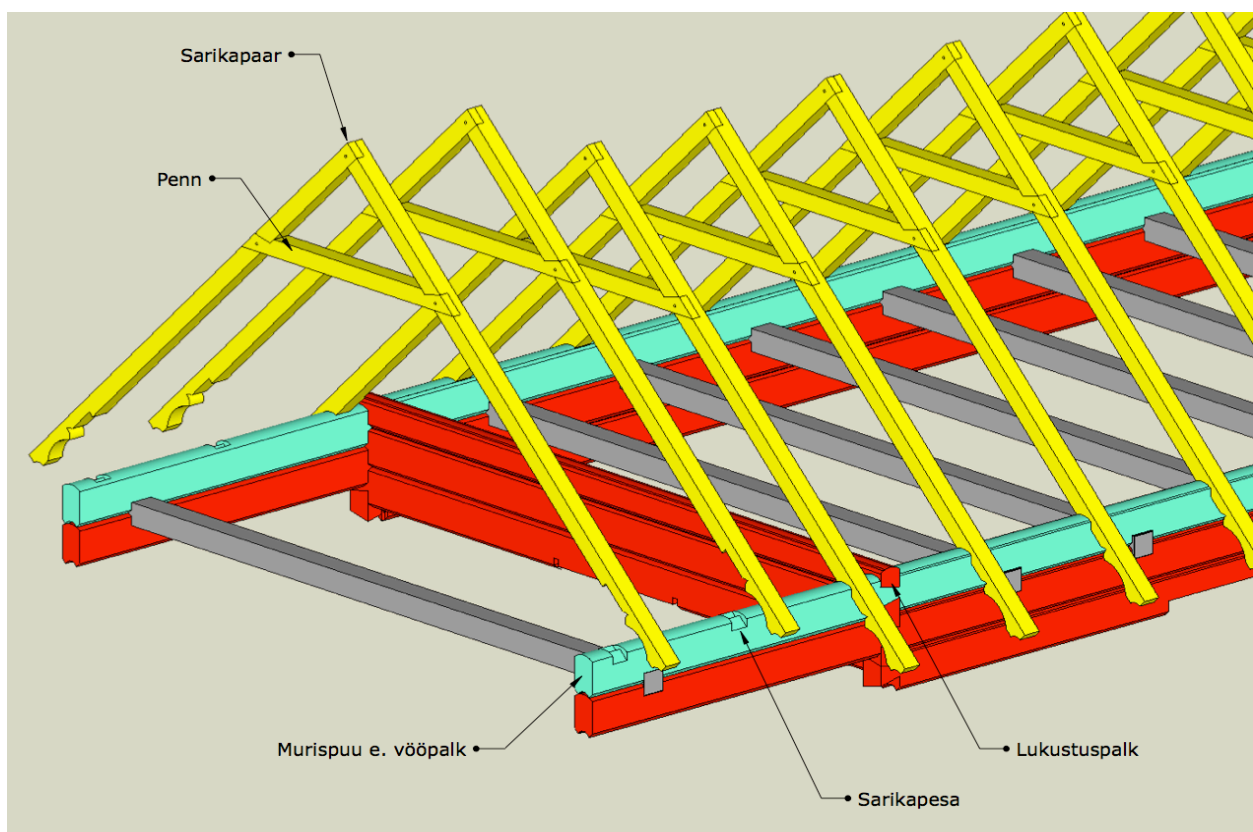 Sarikapaar
Penn
Murispuu e. vööpalk
Lukustuspalk
Sarikapesa